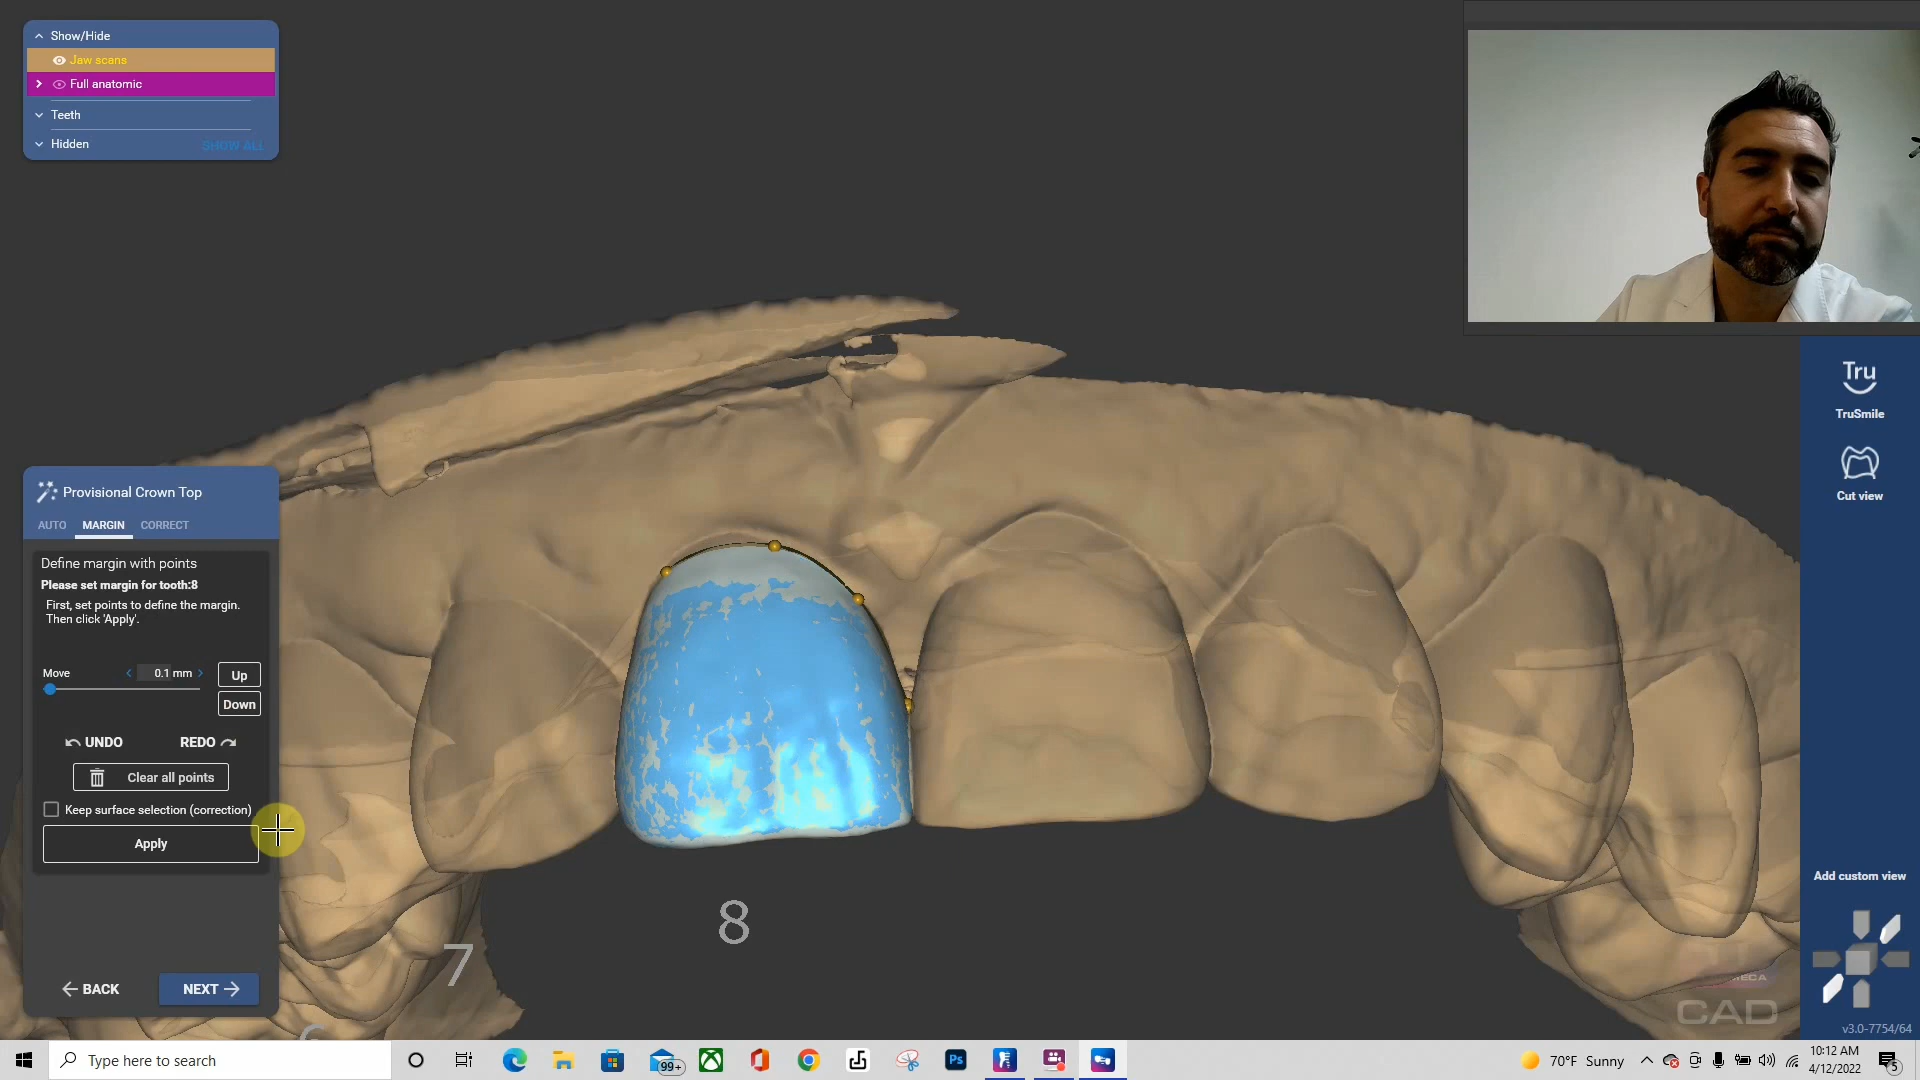 Show/Hide
Jaw scans
Full anatomic
Teeth
Hidden
SHOW ALL
Tru
TruSmile
Cut view
Provisional Crown Top
AUTO MARGIN CORRECT
Define margin with points
Please set margin for tooth:8
First, set points to define the margin.
Then click 'Apply'.
Move 0.1 mm Up
Down
UNDO REDO
Clear all points
Keep surface selection (correction)
Apply
BACK NEXT
7
8
Add custom view
CAD
v3.0-7754/64
Type here to search
99+
Ps
70°F Sunny
10:12 AM
4/12/2022
5